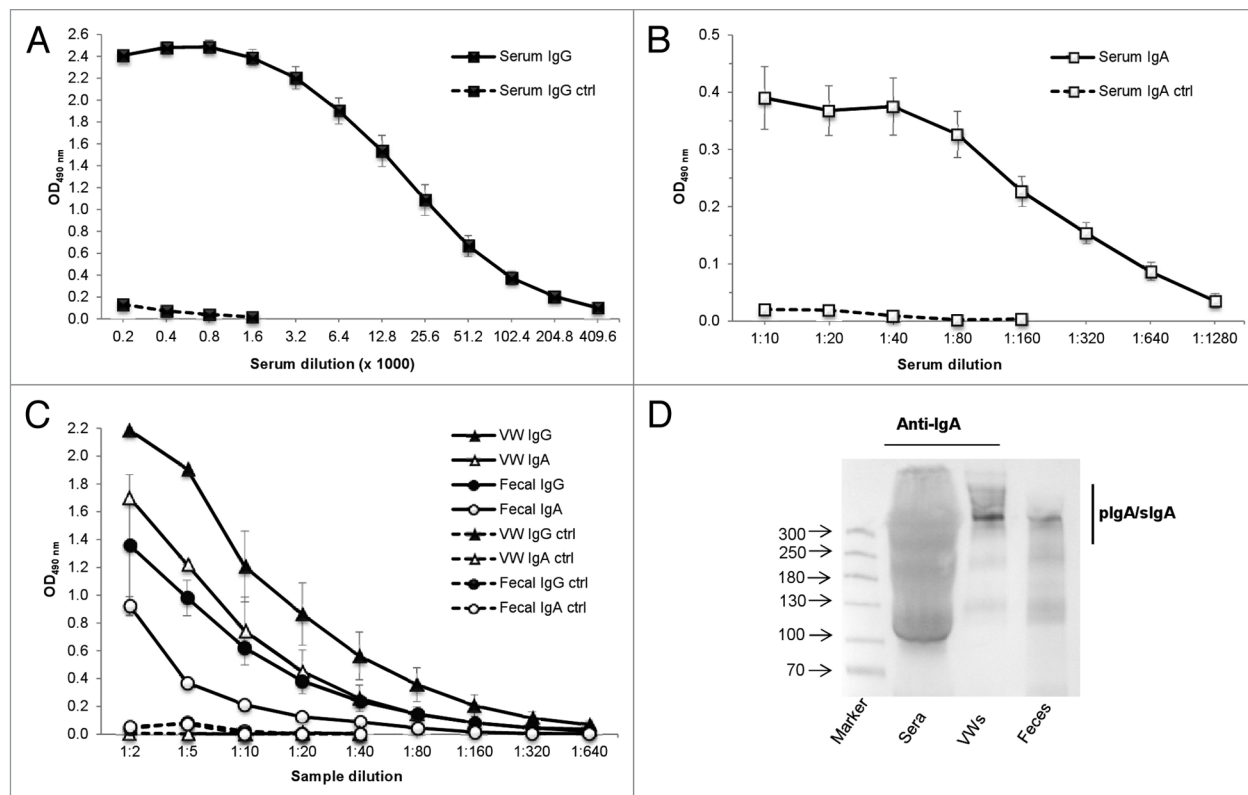 A
2.6
2.4
2.2
2.0
1.8
1.6
1.4
1.2
1.0
0.8
0.6
0.4
0.2
0.0
OD490 nm
0.2 0.4 0.8 1.6 3.2 6.4 12.8 25.6 51.2 102.4 204.8 409.6
Serum dilution (x 1000)
Serum IgG
Serum IgG ctrl
B
0.5
0.4
0.3
0.2
0.1
0.0
OD490 nm
1:10 1:20 1:40 1:80 1:160 1:320 1:640 1:1280
Serum dilution
Serum IgA
Serum IgA ctrl
C
2.2
2.0
1.8
1.6
1.4
1.2
1.0
0.8
0.6
0.4
0.2
0.0
OD490 nm
1:2 1:5 1:10 1:20 1:40 1:80 1:160 1:320 1:640
Sample dilution
VW IgG
VW IgA
Fecal IgG
Fecal IgA
VW IgG ctrl
VW IgA ctrl
Fecal IgG ctrl
Fecal IgA ctrl
D
Anti-IgA
pIgA/sIgA
300
250
180
130
100
70
Marker
Sera
VWs
Feces